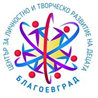 ЦЕНТЪР ЗА ЛИЧНОСТНО И ТВОРЧЕСКО РАЗВИТИЕ НА ДЕЦАТА
БЛАГОЕВГРАД